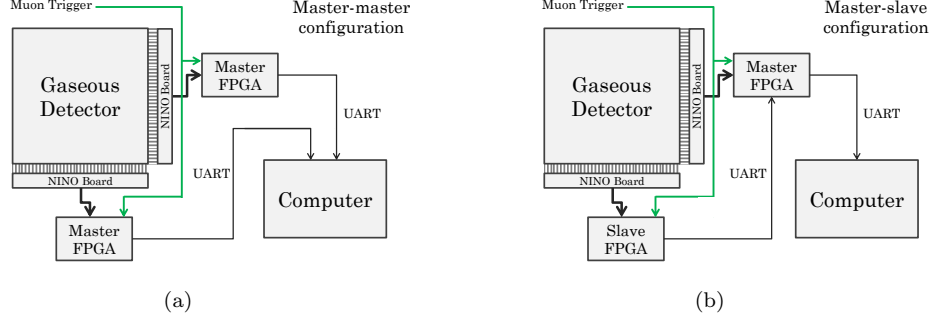 Muon Trigger
Master-master
configuration
Gaseous
Detector
NINO Board
Master
FPGA
UART
UART
NINO Board
Computer
Master
FPGA
(a)
Muon Trigger
Master-slave
configuration
Gaseous
Detector
NINO Board
Master
FPGA
UART
UART
NINO Board
Computer
Slave
FPGA
(b)